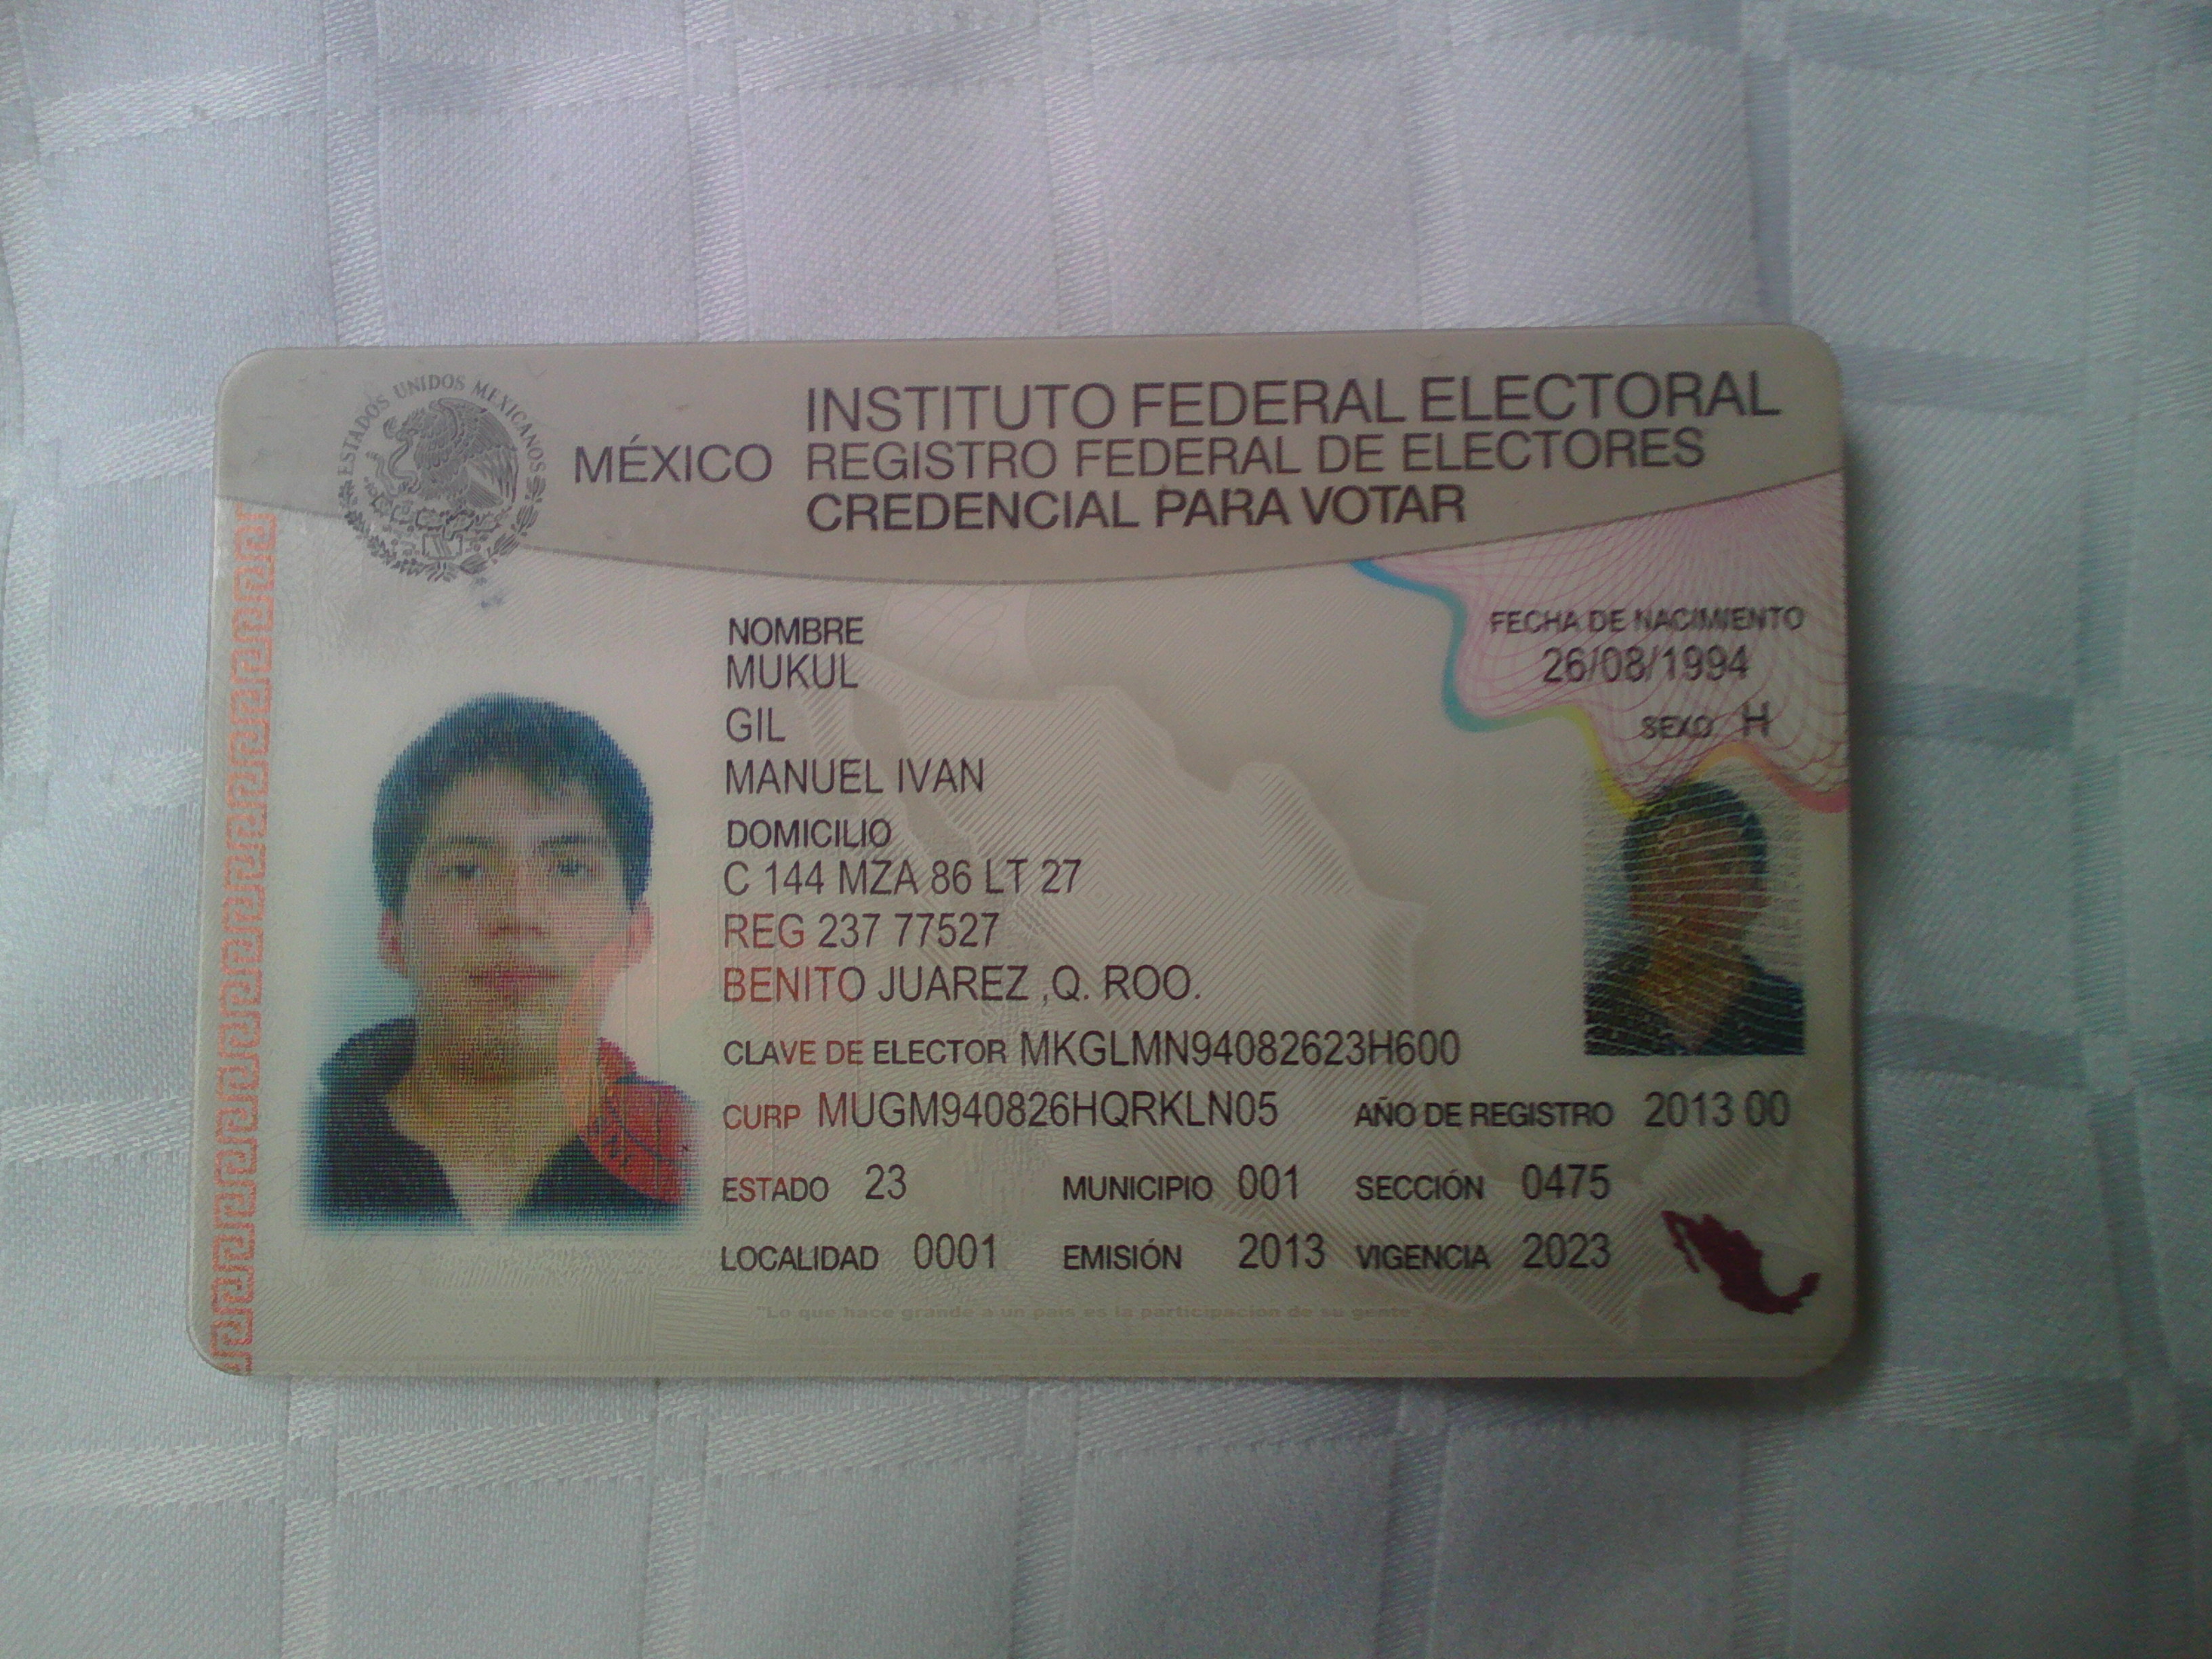 ESTADOS UNIDOS MEXICANOS
MÉXICO
INSTITUTO FEDERAL ELECTORAL
REGISTRO FEDERAL DE ELECTORES
CREDENCIAL PARA VOTAR
NOMBRE
MUKUL
GIL
MANUEL IVAN
FECHA DE NACIMIENTO
26/08/1994
SEXO H
DOMICILIO
C 144 MZA 86 LT 27
REG 237 77527
BENITO JUAREZ ,Q. ROO.
CLAVE DE ELECTOR MKGLMN94082623H600
CURP MUGM940826HQRKLN05 AÑO DE REGISTRO 2013 00
ESTADO 23 MUNICIPIO 001 SECCIÓN 0475
LOCALIDAD 0001 EMISIÓN 2013 VIGENCIA 2023
"Lo que hace grande a un país es la participación de su gente"